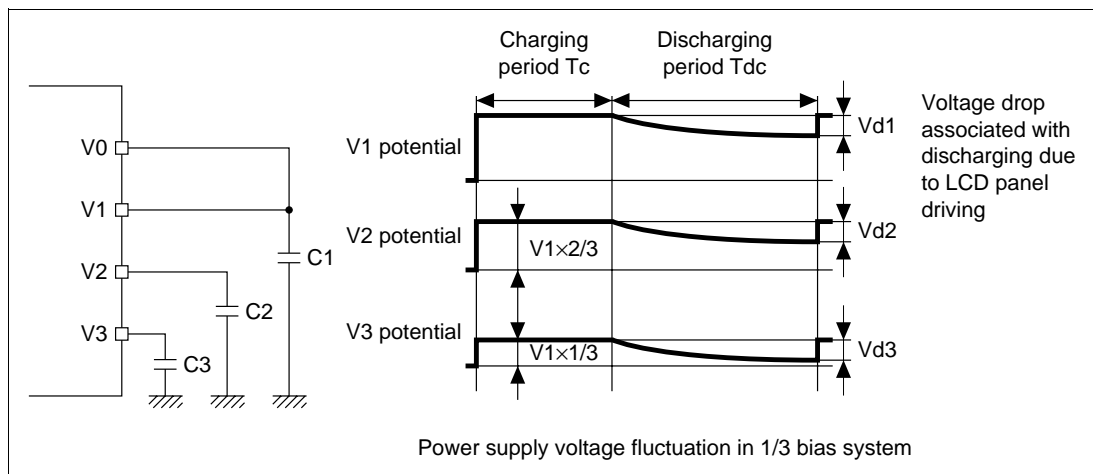 Charging
period Tc
Discharging
period Tdc
V0
V1
V2
V3
C1
C2
C3
V1 potential
Vd1
V2 potential
V1×2/3
Vd2
V3 potential
V1×1/3
Vd3
Voltage drop
associated with
discharging due
to LCD panel
driving
Power supply voltage fluctuation in 1/3 bias system